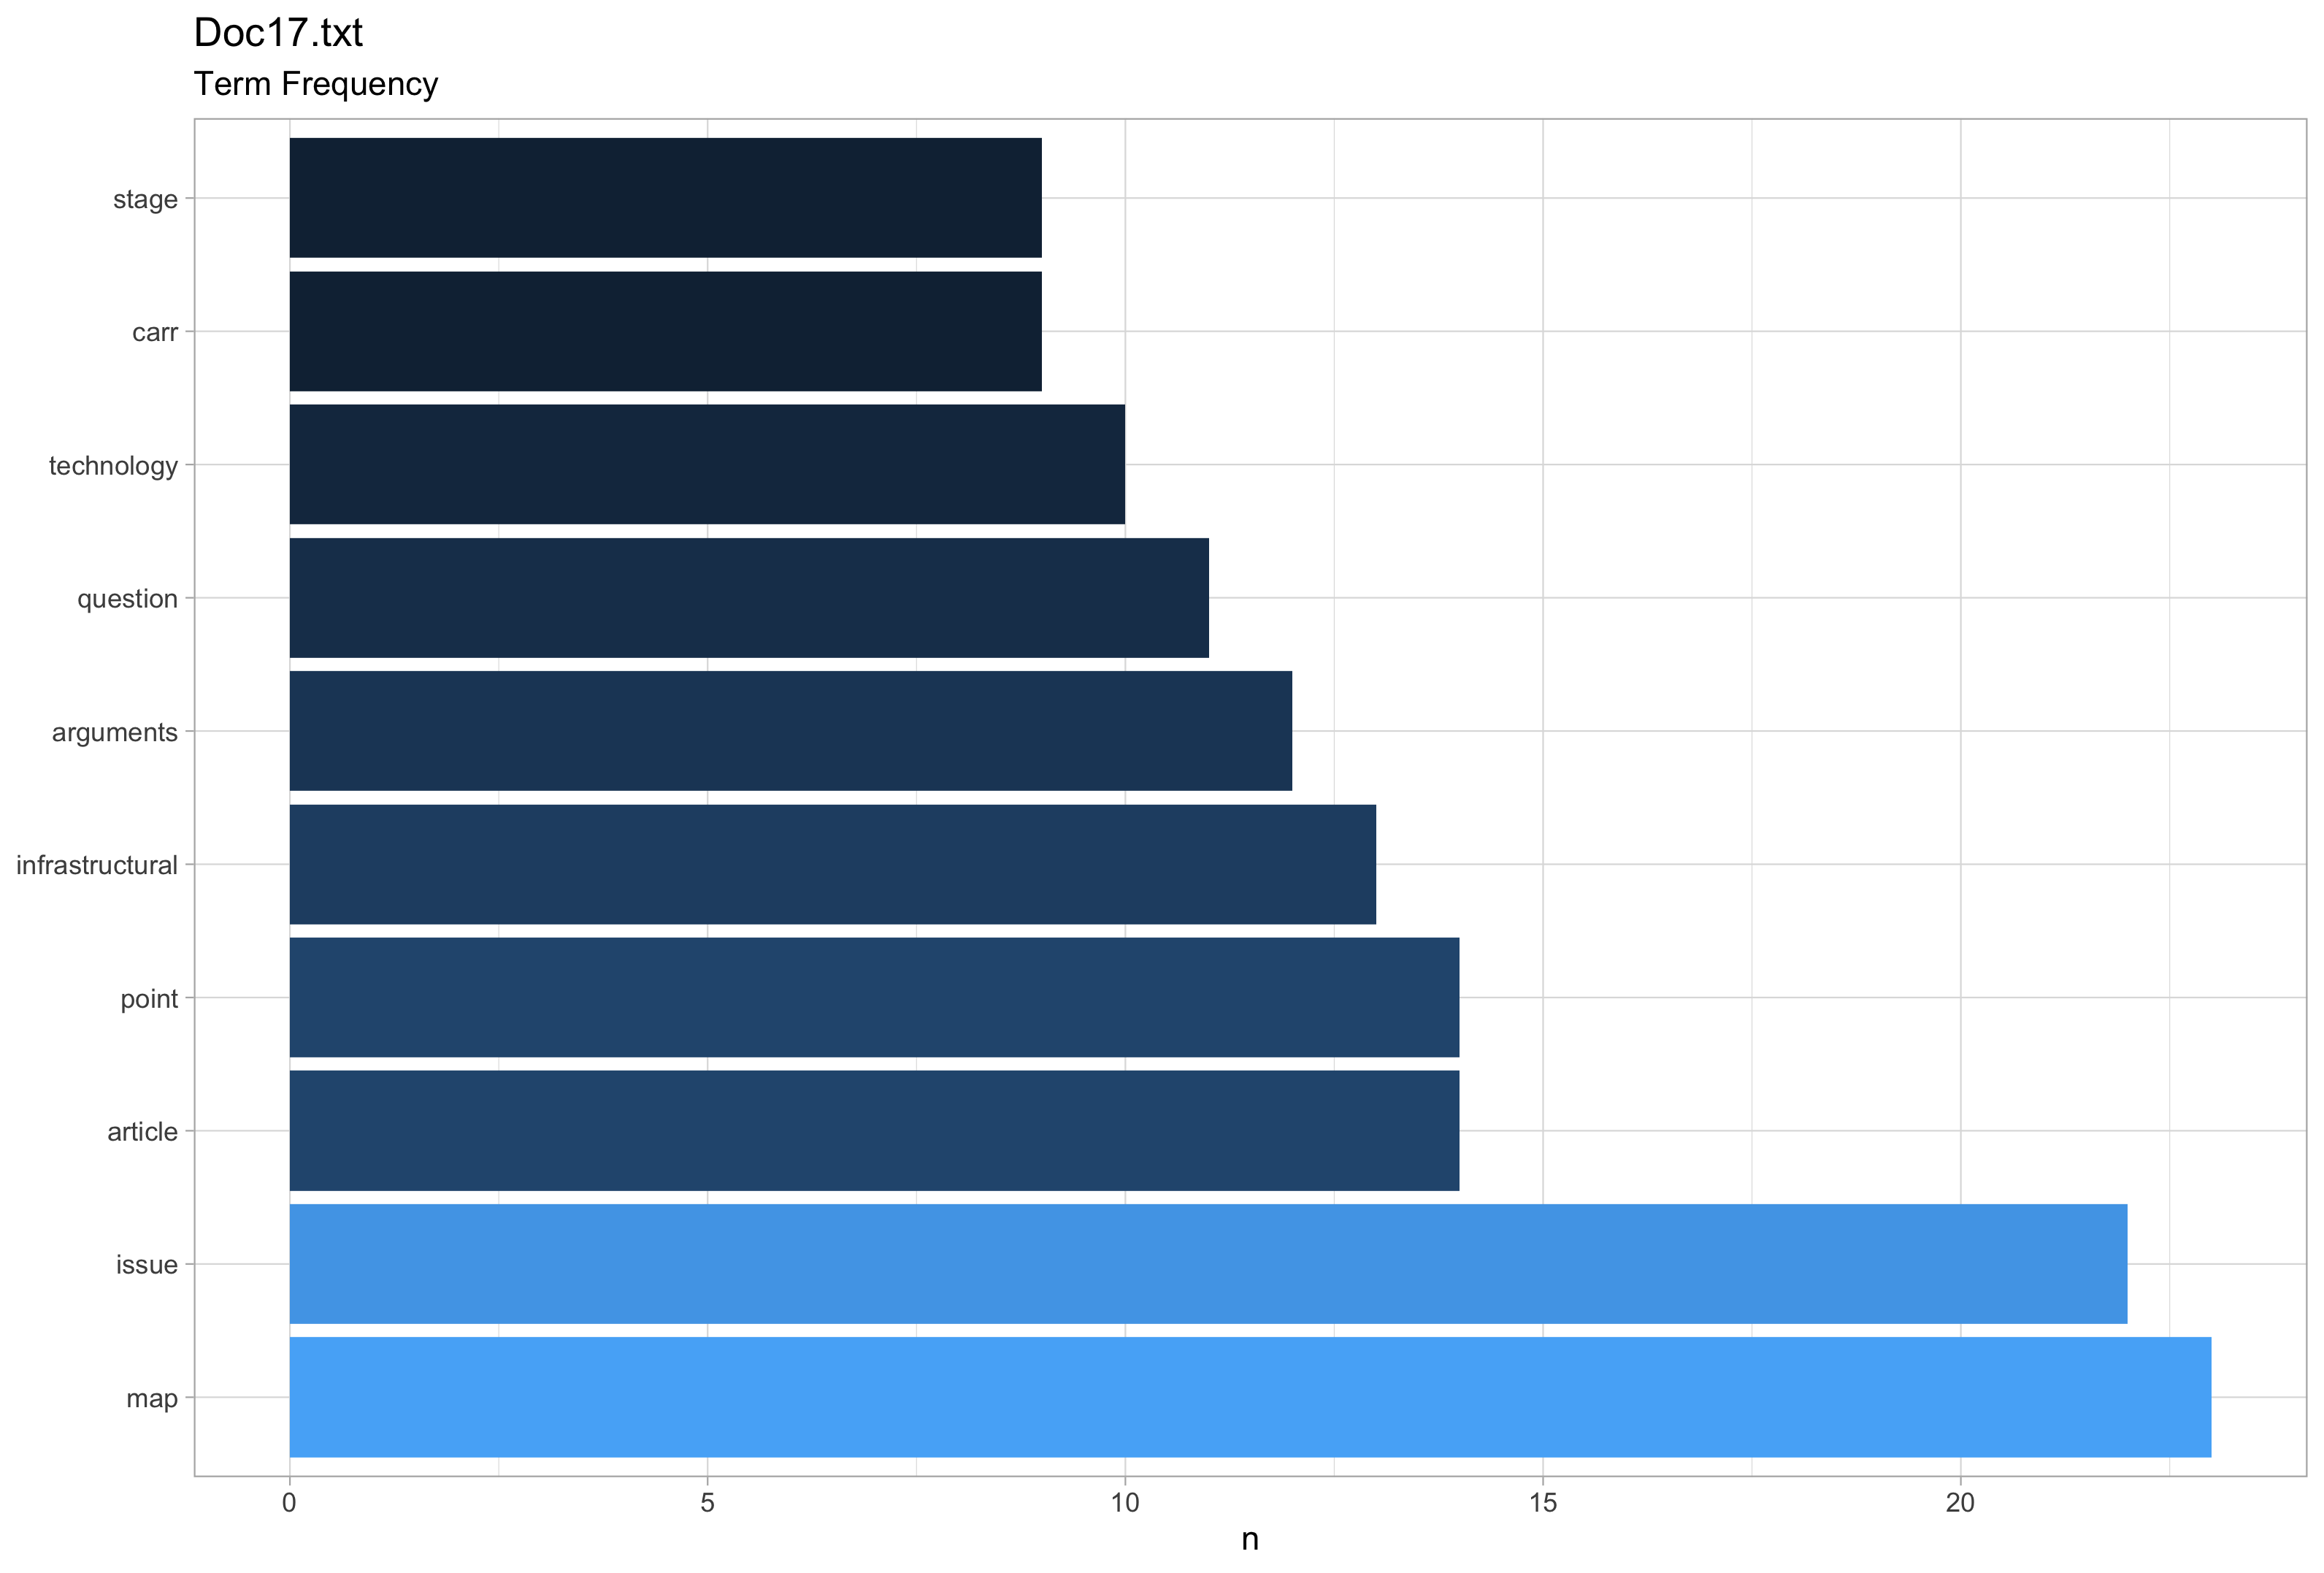 Doc17.txt
Term Frequency
stage
carr
technology
question
arguments
infrastructural
point
article
issue
map
0 5 10 15 20
n